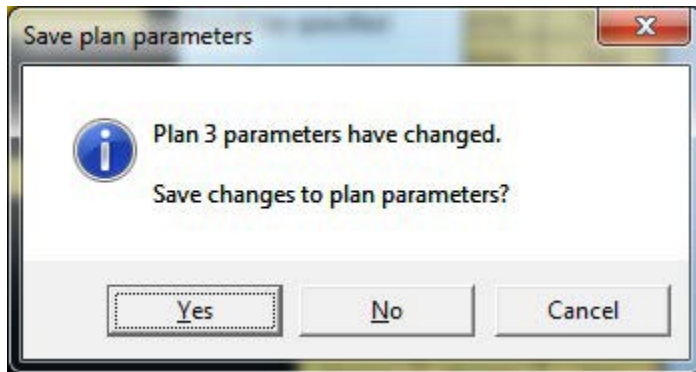 Save plan parameters
Plan 3 parameters have changed.
Save changes to plan parameters?
Yes
No
Cancel